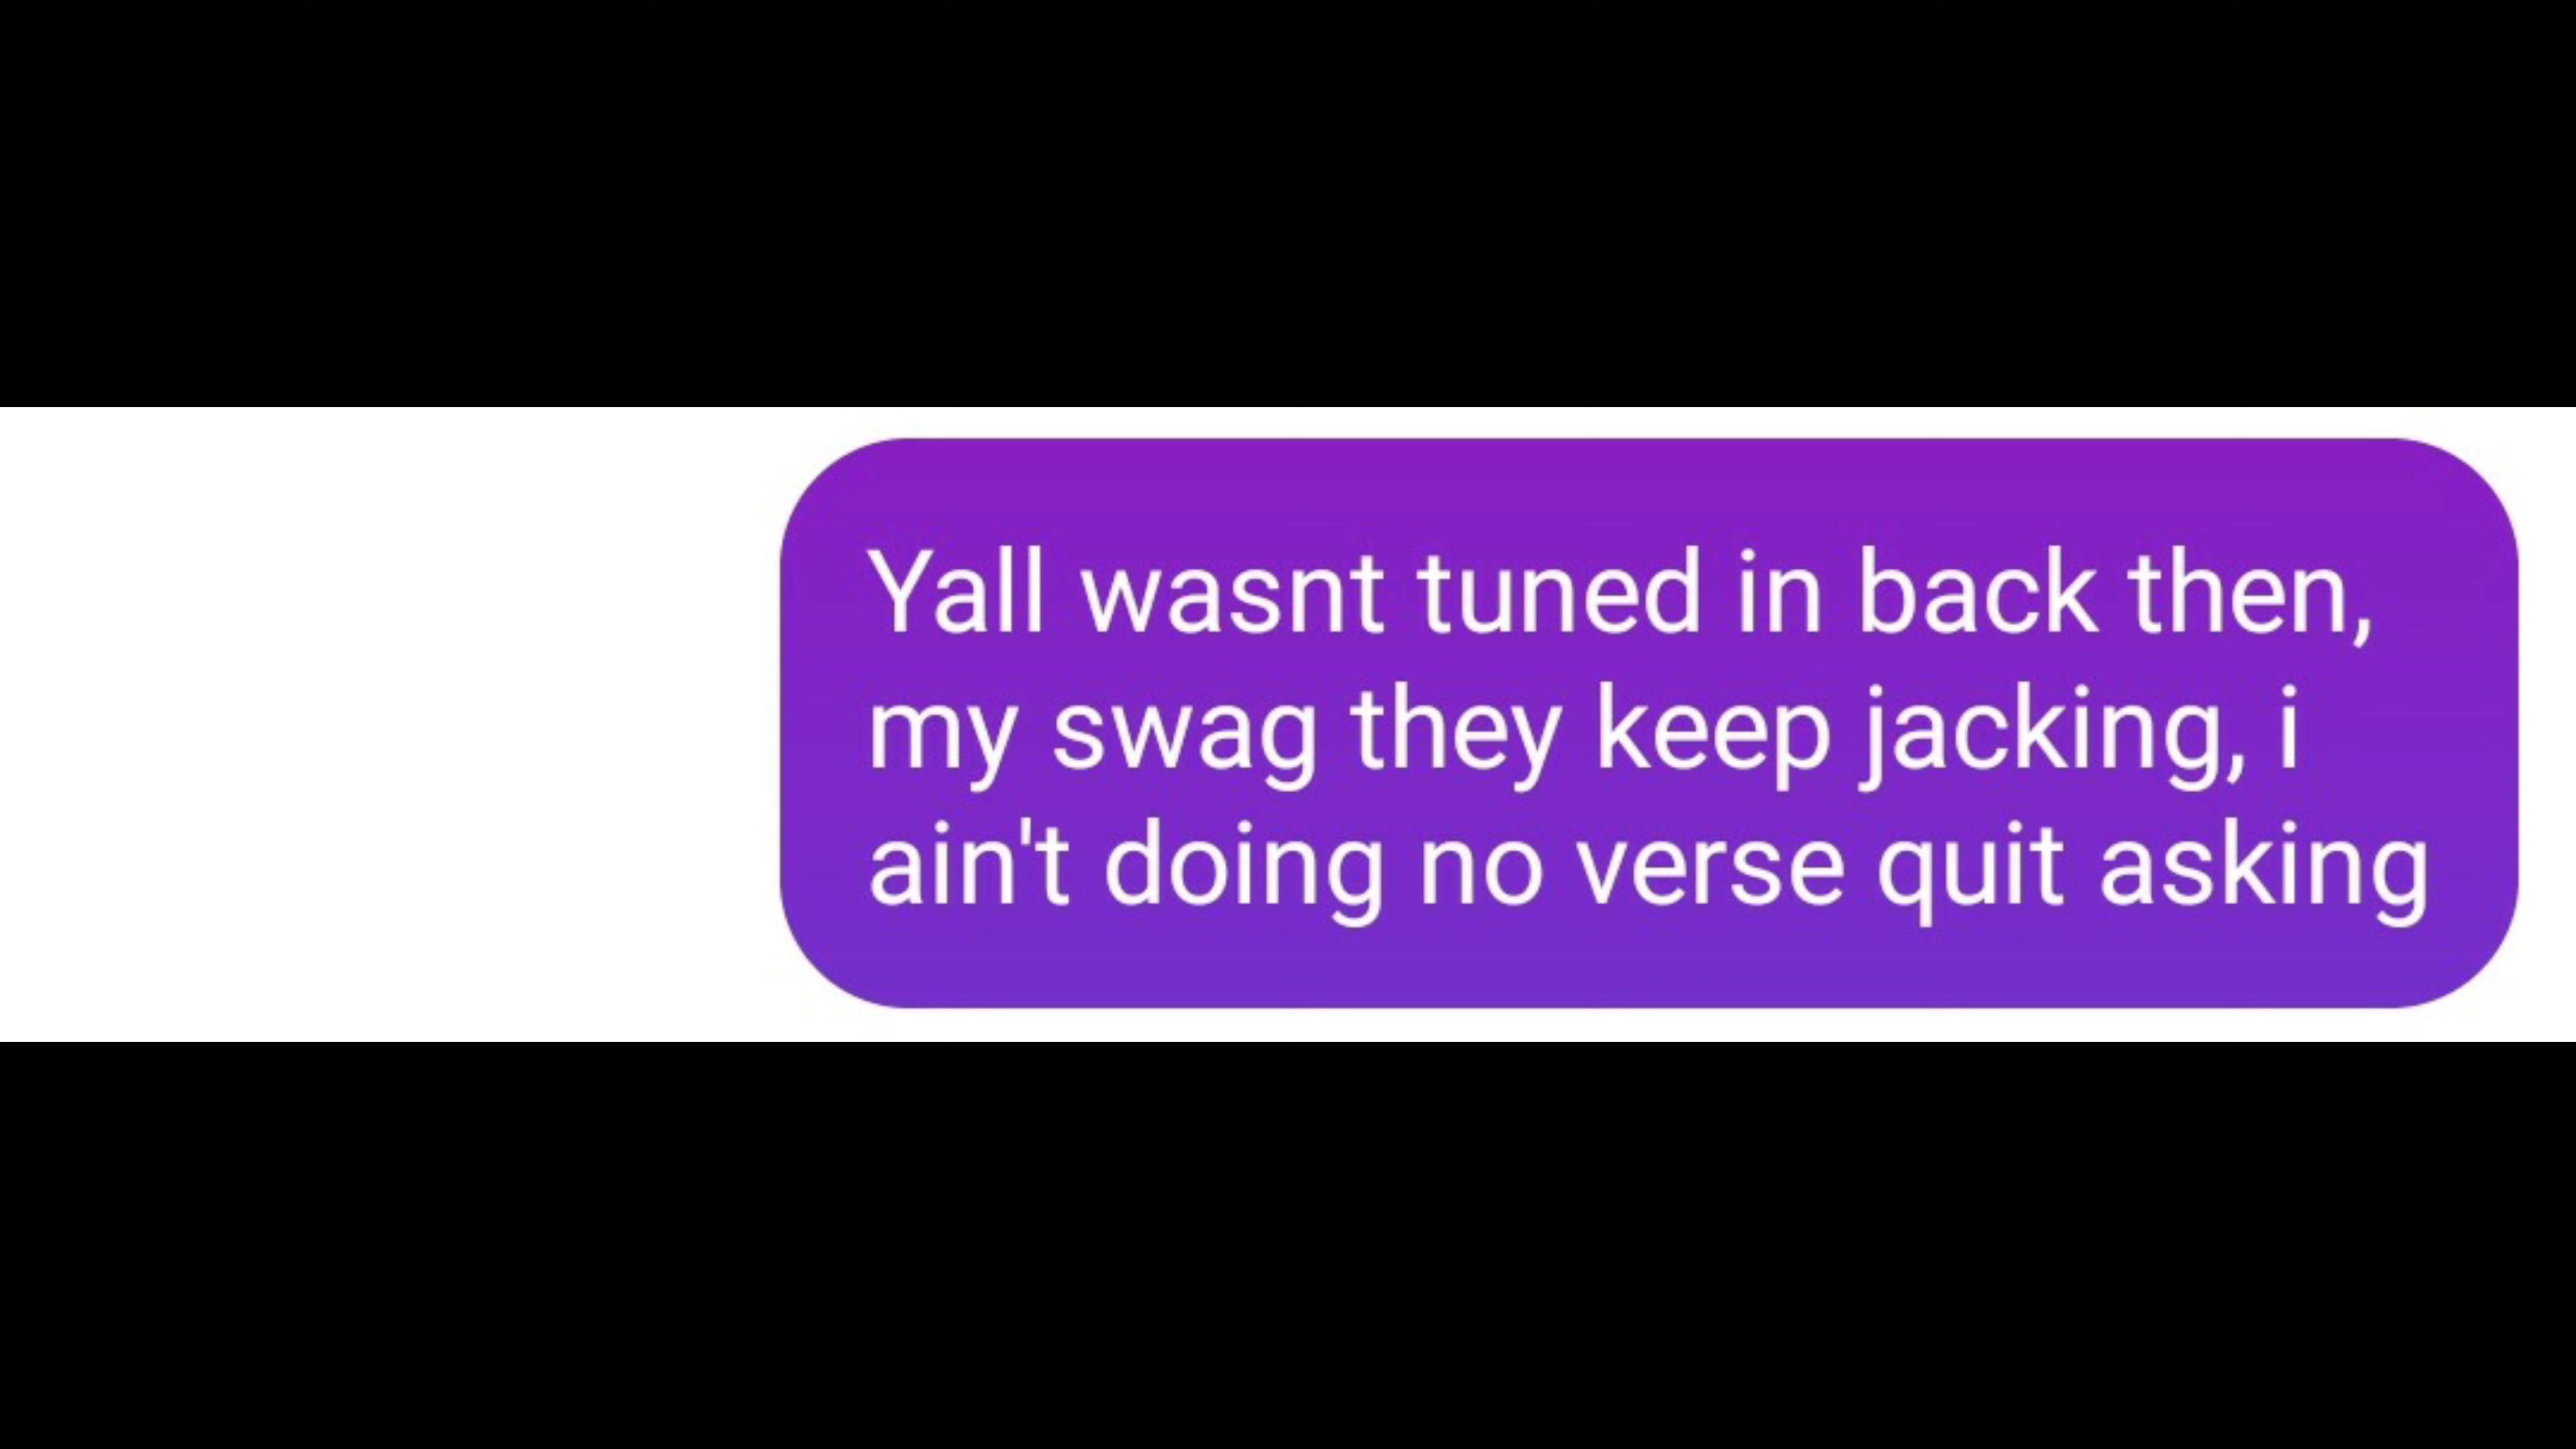 Yall wasnt tuned in back then,
my swag they keep jacking, i
ain't doing no verse quit asking